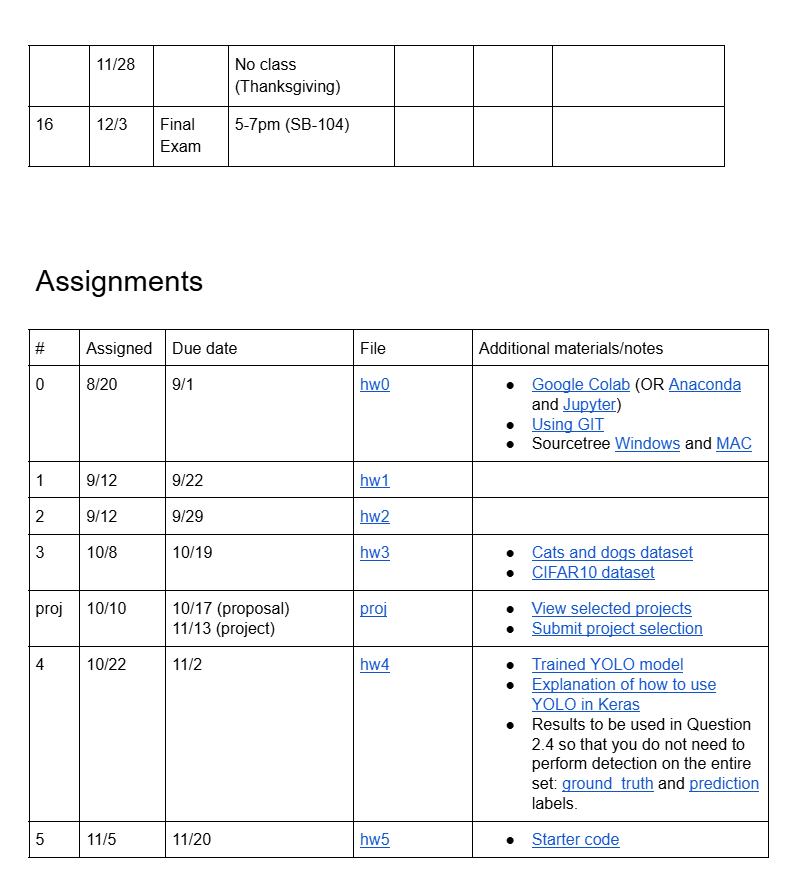 11/28 No class
(Thanksgiving)
16 12/3 Final 5-7pm (SB-104)
Exam
Assignments
# Assigned Due date File Additional materials/notes
0 8/20 9/1 hw0 ● Google Colab (OR Anaconda
and Jupyter)
● Using GIT
● Sourcetree Windows and MAC
1 9/12 9/22 hw1
2 9/12 9/29 hw2
3 10/8 10/19 hw3 ● Cats and dogs dataset
● CIFAR10 dataset
proj 10/10 10/17 (proposal) proj ● View selected projects
11/13 (project) ● Submit project selection
4 10/22 11/2 hw4 ● Trained YOLO model
● Explanation of how to use
YOLO in Keras
● Results to be used in Question
2.4 so that you do not need to
perform detection on the entire
set: ground_truth and prediction
labels.
5 11/5 11/20 hw5 ● Starter code